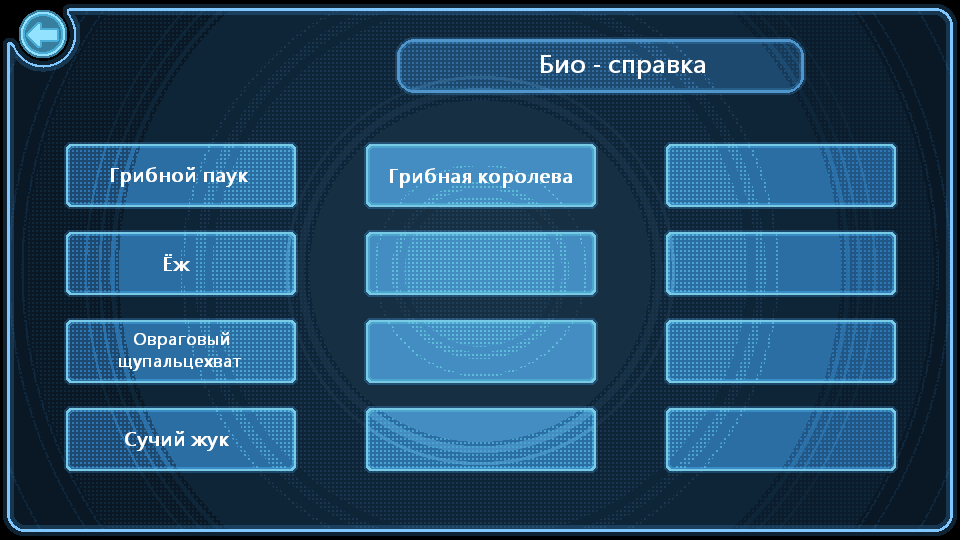 Био - справка
Грибной паук
Грибная королева
Ёж
Овраговый
щупальцехват
Сучий жук